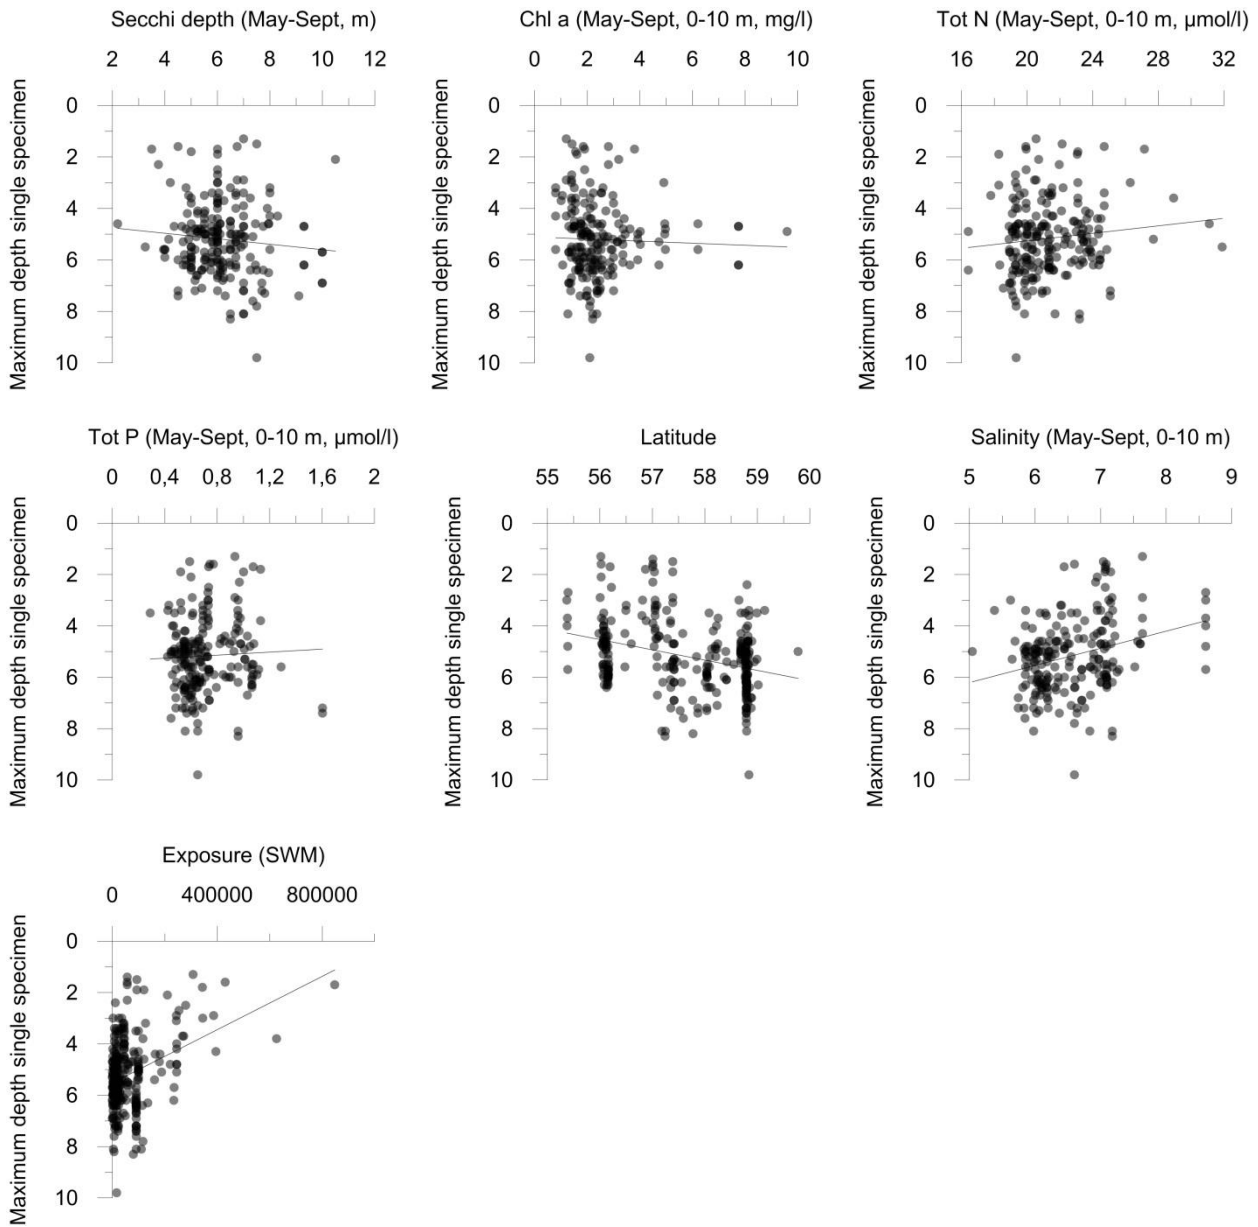 Secchi depth (May-Sept, m)
2 4 6 8 10 12
Maximum depth single specimen
0
2
4
6
8
10
Chl a (May-Sept, 0-10 m, mg/l)
0 2 4 6 8 10
Maximum depth single specimen
0
2
4
6
8
10
Tot N (May-Sept, 0-10 m, µmol/l)
16 20 24 28 32
Maximum depth single specimen
0
2
4
6
8
10
Tot P (May-Sept, 0-10 m, µmol/l)
0 0,4 0,8 1,2 1,6 2
Maximum depth single specimen
0
2
4
6
8
10
Latitude
55 56 57 58 59 60
Maximum depth single specimen
0
2
4
6
8
10
Salinity (May-Sept, 0-10 m)
5 6 7 8 9
Maximum depth single specimen
0
2
4
6
8
10
Exposure (SWM)
0 400000 800000
Maximum depth single specimen
0
2
4
6
8
10